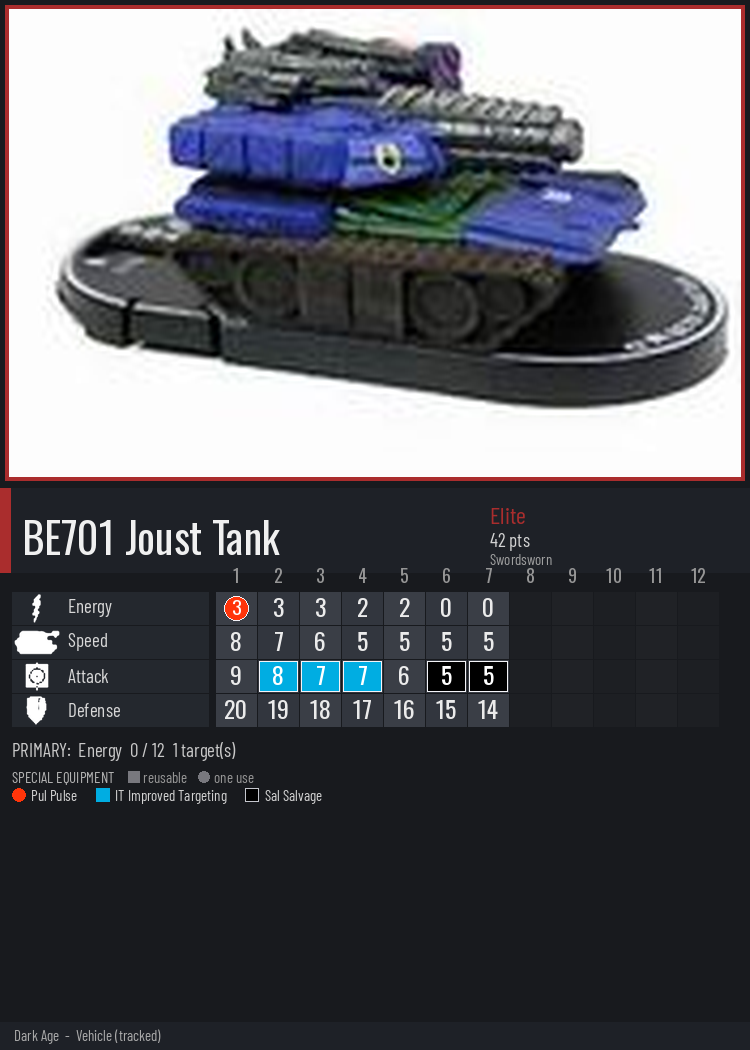 BE701 Joust Tank
Elite
42 pts
Swordsworn
1 2 3 4 5 6 7 8 9 10 11 12
Energy 3 3 3 2 2 0 0
Speed 8 7 6 5 5 5 5
Attack 9 8 7 7 6 5 5
Defense 20 19 18 17 16 15 14
PRIMARY: Energy 0 / 12 1 target(s)
SPECIAL EQUIPMENT reusable one use
Pul Pulse IT Improved Targeting Sal Salvage
Dark Age - Vehicle (tracked)